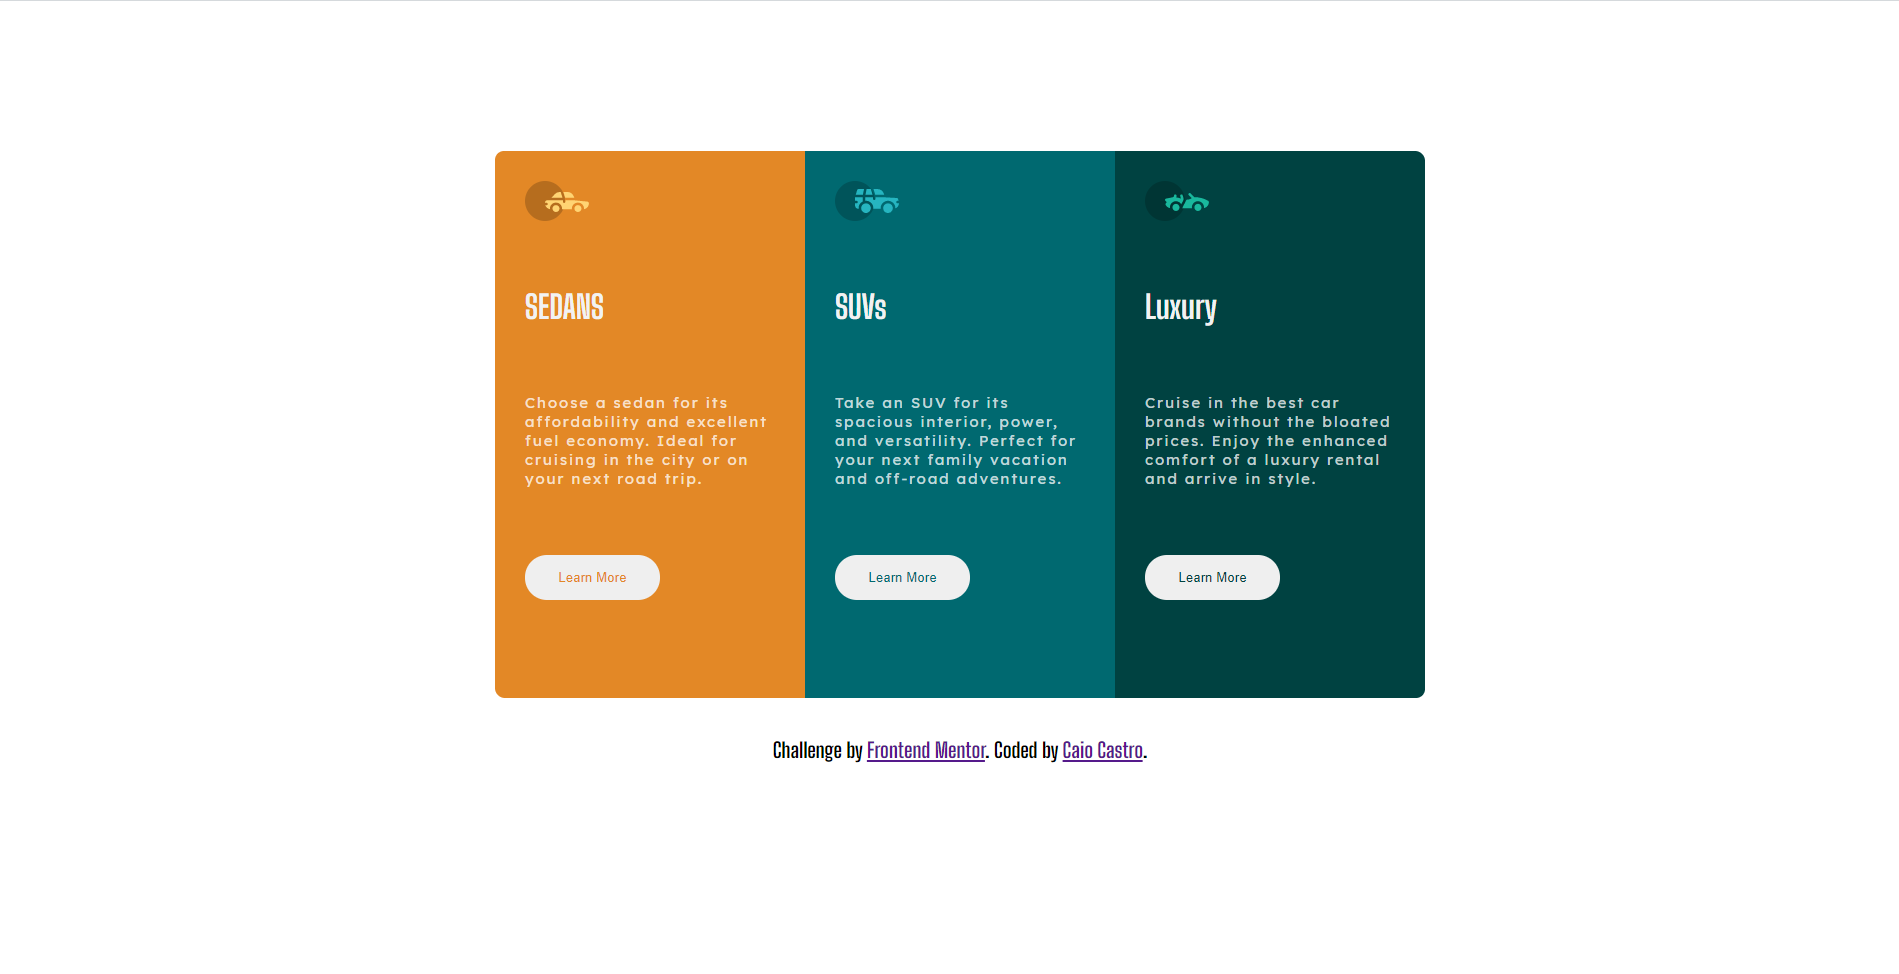 SEDANS
Choose a sedan for its
affordability and excellent
fuel economy. Ideal for
cruising in the city or on
your next road trip.
Learn More
SUVs
Take an SUV for its
spacious interior, power,
and versatility. Perfect for
your next family vacation
and off-road adventures.
Learn More
Luxury
Cruise in the best car
brands without the bloated
prices. Enjoy the enhanced
comfort of a luxury rental
and arrive in style.
Learn More
Challenge by Frontend Mentor. Coded by Caio Castro.